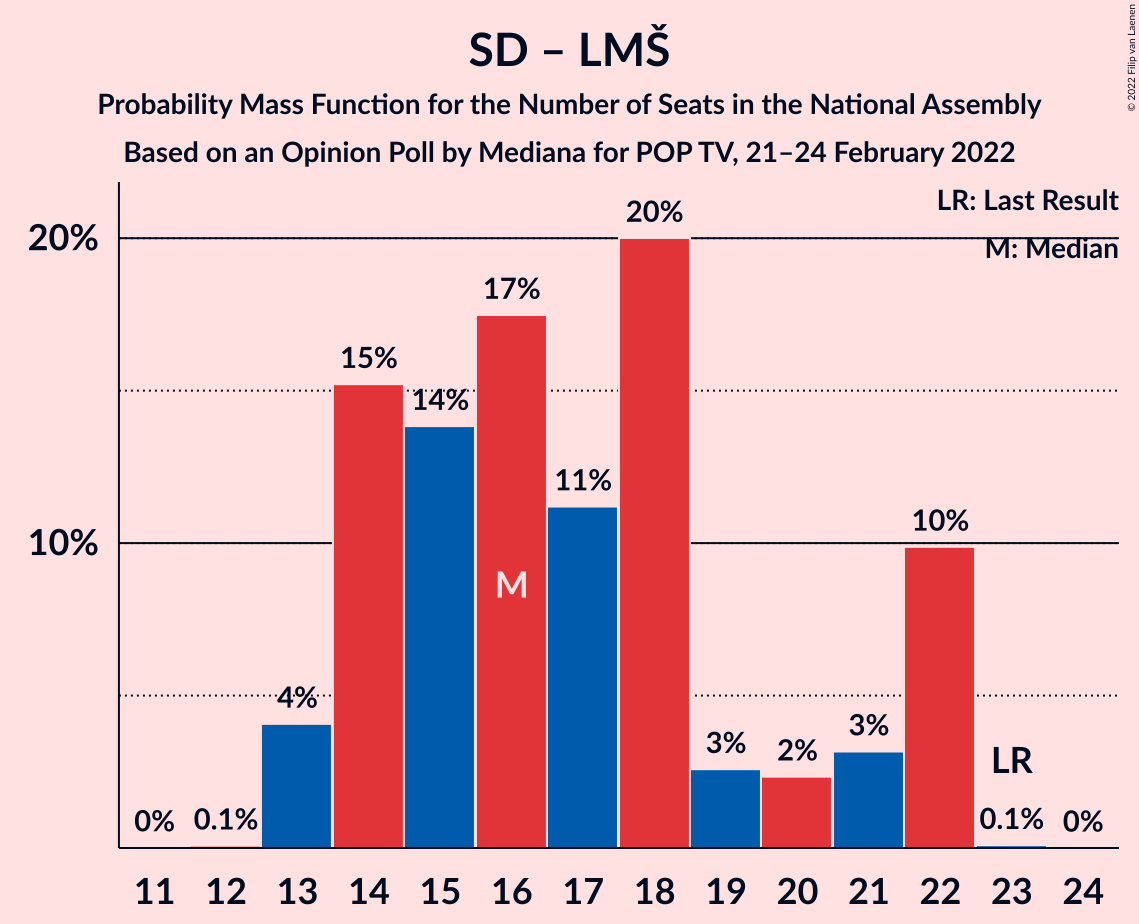 SD – LMŠ
Probability Mass Function for the Number of Seats in the National Assembly
Based on an Opinion Poll by Mediana for POP TV, 21–24 February 2022
© 2022 Filip van Laenen
LR: Last Result
M: Median
20%
10%
0%
0.1%
4%
15%
14%
17%
11%
20%
3%
2%
3%
10%
0.1%
0%
M
LR
11 12 13 14 15 16 17 18 19 20 21 22 23 24